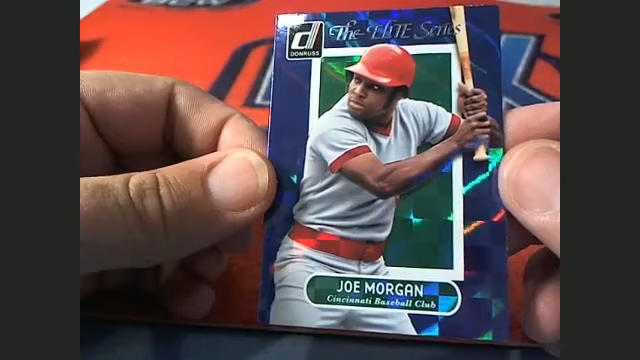 The ELITE Series
DONRUSS
JOE MORGAN
Cincinnati Baseball Club